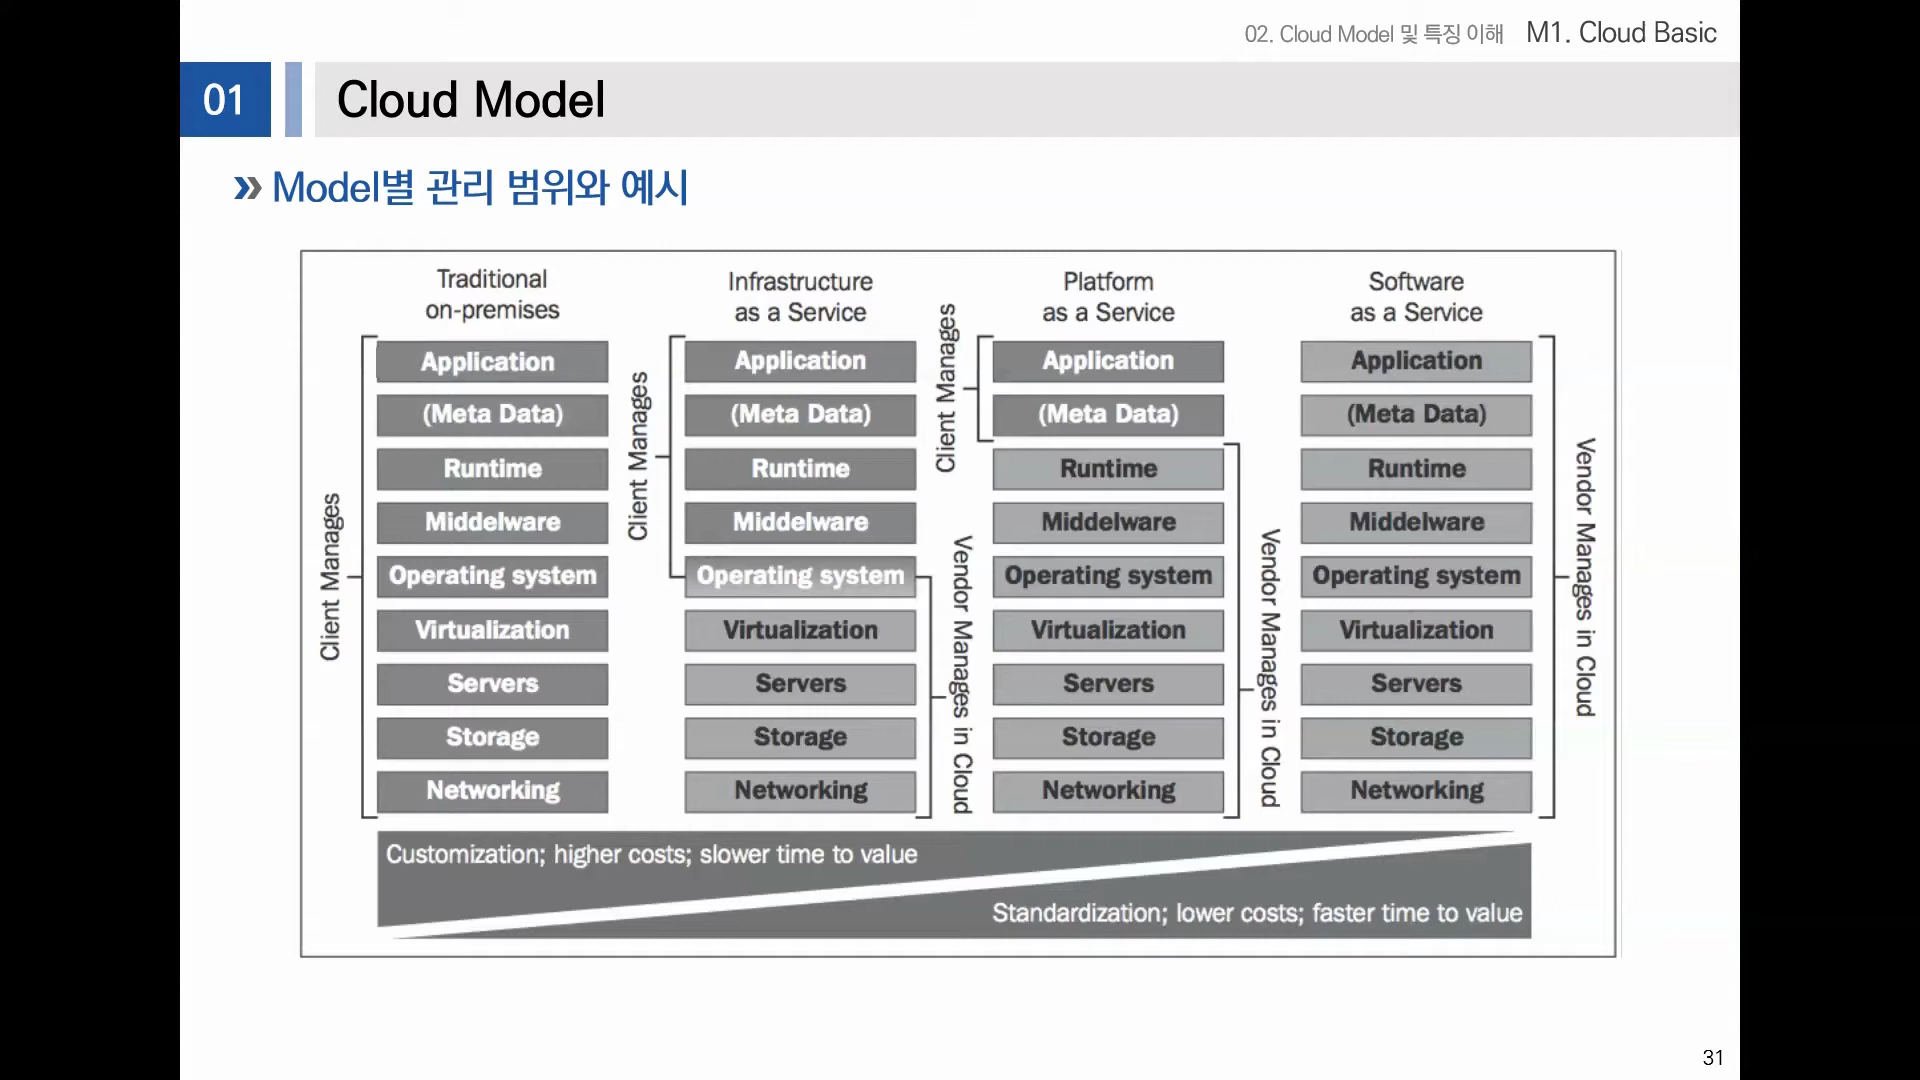 02. Cloud Model 및 특징 이해 M1. Cloud Basic
01 Cloud Model
Model별 관리 범위와 예시
Traditional
on-premises
Client Manages
Application
(Meta Data)
Runtime
Middelware
Operating system
Virtualization
Servers
Storage
Networking
Infrastructure
as a Service
Client Manages
Application
(Meta Data)
Runtime
Middelware
Operating system
Virtualization
Servers
Storage
Networking
Vendor Manages in Cloud
Platform
as a Service
Client Manages
Application
(Meta Data)
Runtime
Middelware
Operating system
Virtualization
Servers
Storage
Networking
Vendor Manages in Cloud
Software
as a Service
Application
(Meta Data)
Runtime
Middelware
Operating system
Virtualization
Servers
Storage
Networking
Vendor Manages in Cloud
Customization; higher costs; slower time to value
Standardization; lower costs; faster time to value
31